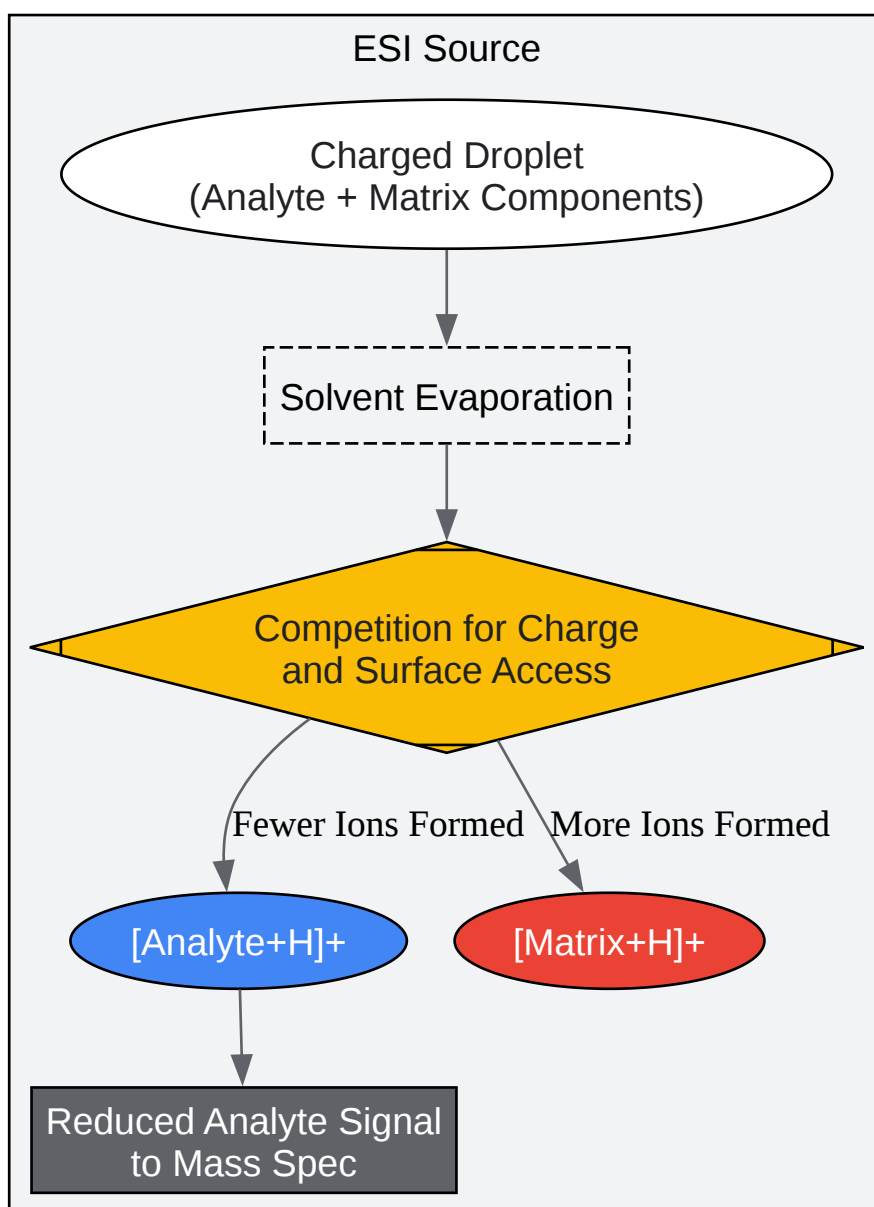 ESI Source
Charged Droplet
(Analyte + Matrix Components)
Solvent Evaporation
Competition for Charge
and Surface Access
Fewer Ions Formed
More Ions Formed
[Analyte+H]+
[Matrix+H]+
Reduced Analyte Signal
to Mass Spec